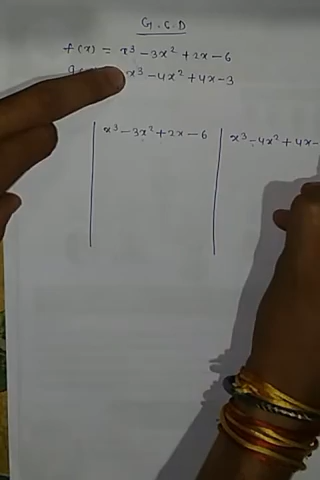 G.C.D
f(x) = x³ - 3x² + 2x - 6
x³ - 4x² + 4x - 3
x³ - 3x² + 2x - 6 x³ - 4x² + 4x -